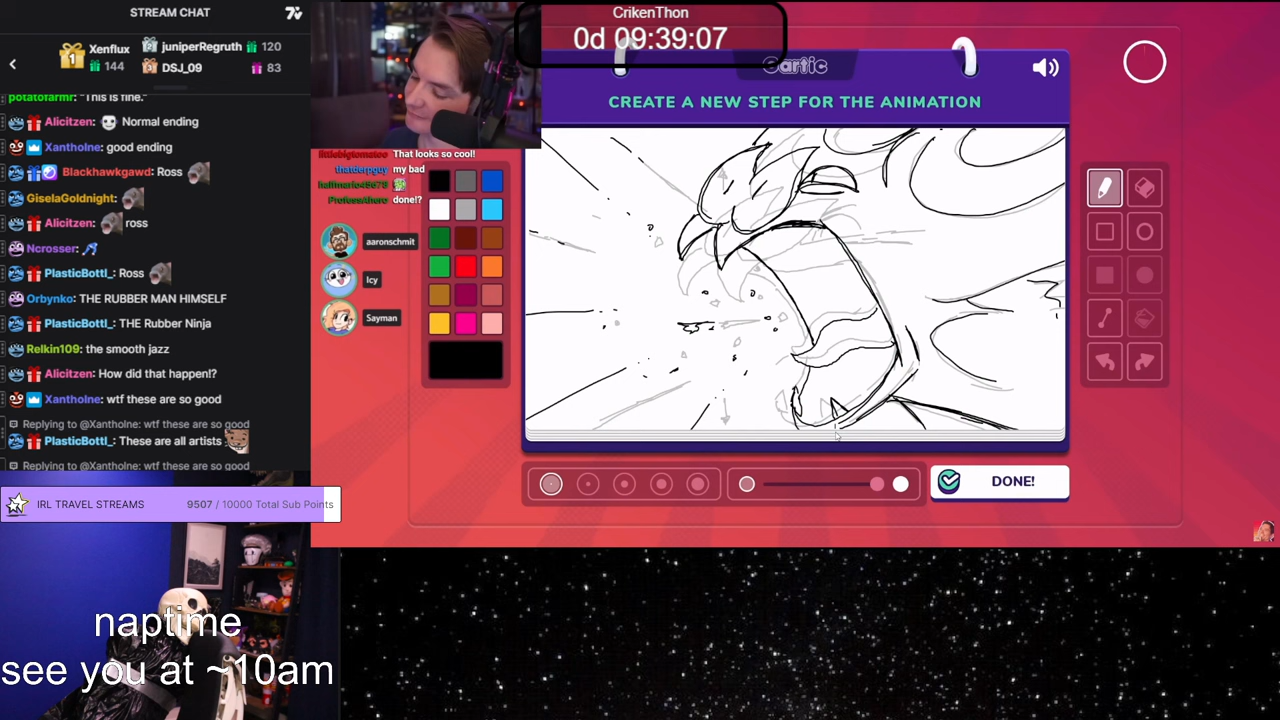 STREAM CHAT
Xenflux
144
juniperRegruth 120
DSJ_09 83
potatofarmr: "This is fine."
Alicitzen: Normal ending
Xantholne: good ending
Blackhawkgawd: Ross
GiselaGoldnight:
Alicitzen: ross
Ncrosser:
PlasticBottl_: Ross
Orbynko: THE RUBBER MAN HIMSELF
PlasticBottl_: THE Rubber Ninja
Relkin109: the smooth jazz
Alicitzen: How did that happen!?
Xantholne: wtf these are so good
Replying to @Xantholne: wtf these are so good
PlasticBottl_: These are all artists
Replying to @Xantholne: wtf these are so good
IRL TRAVEL STREAMS 9507 / 10000 Total Sub Points
naptime
see you at ~10am
CrikenThon
0d 09:39:07
Gartic
CREATE A NEW STEP FOR THE ANIMATION
littlebigtomatoo That looks so cool!
thatderpguy my bad
done!?
aaronschmit
Icy
Sayman
DONE!